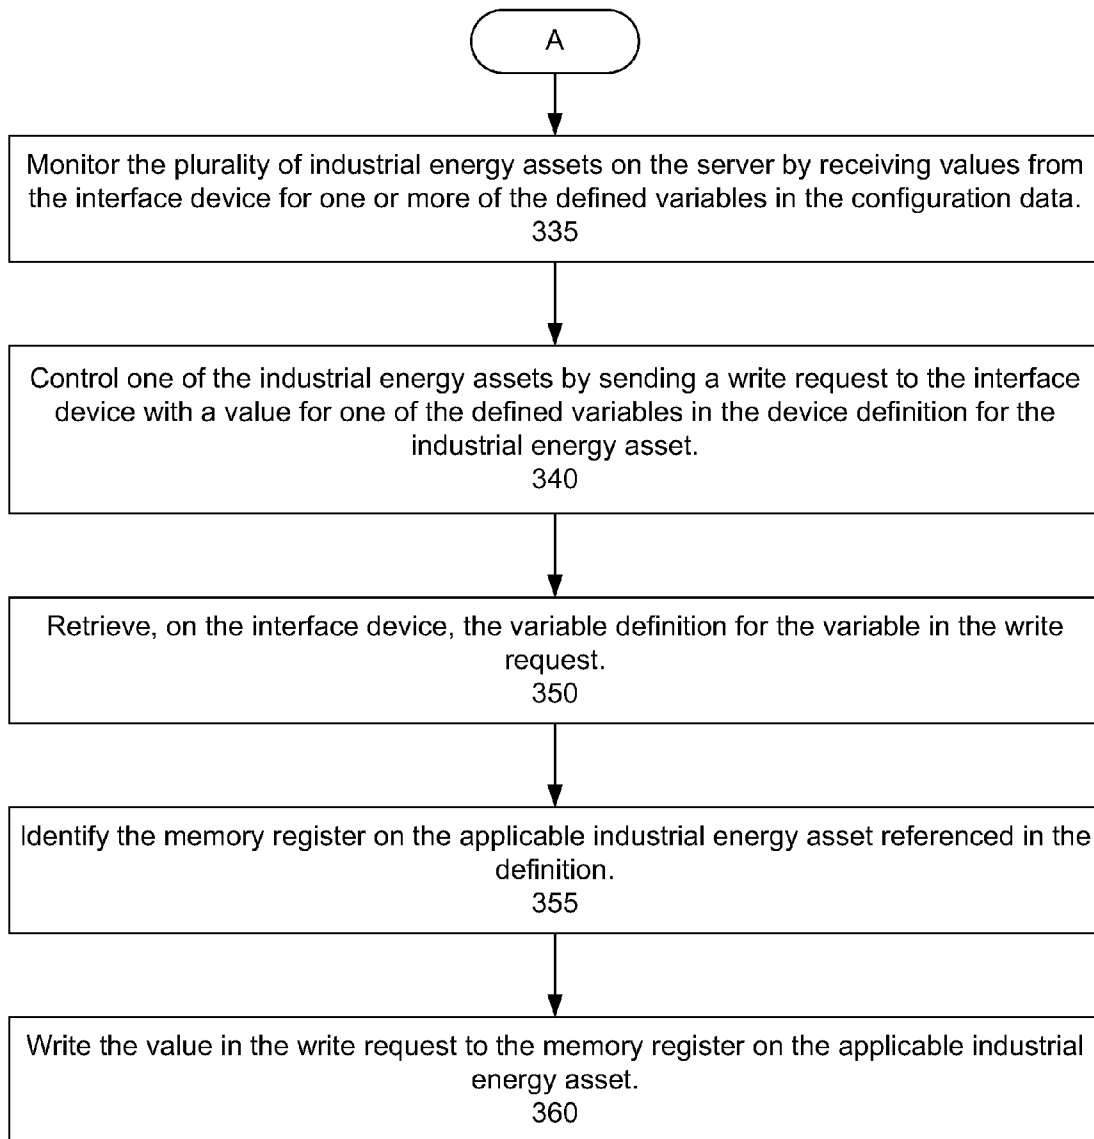 A
Monitor the plurality of industrial energy assets on the server by receiving values from
the interface device for one or more of the defined variables in the configuration data.
335
Control one of the industrial energy assets by sending a write request to the interface
device with a value for one of the defined variables in the device definition for the
industrial energy asset.
340
Retrieve, on the interface device, the variable definition for the variable in the write
request.
350
Identify the memory register on the applicable industrial energy asset referenced in the
definition.
355
Write the value in the write request to the memory register on the applicable industrial
energy asset.
360